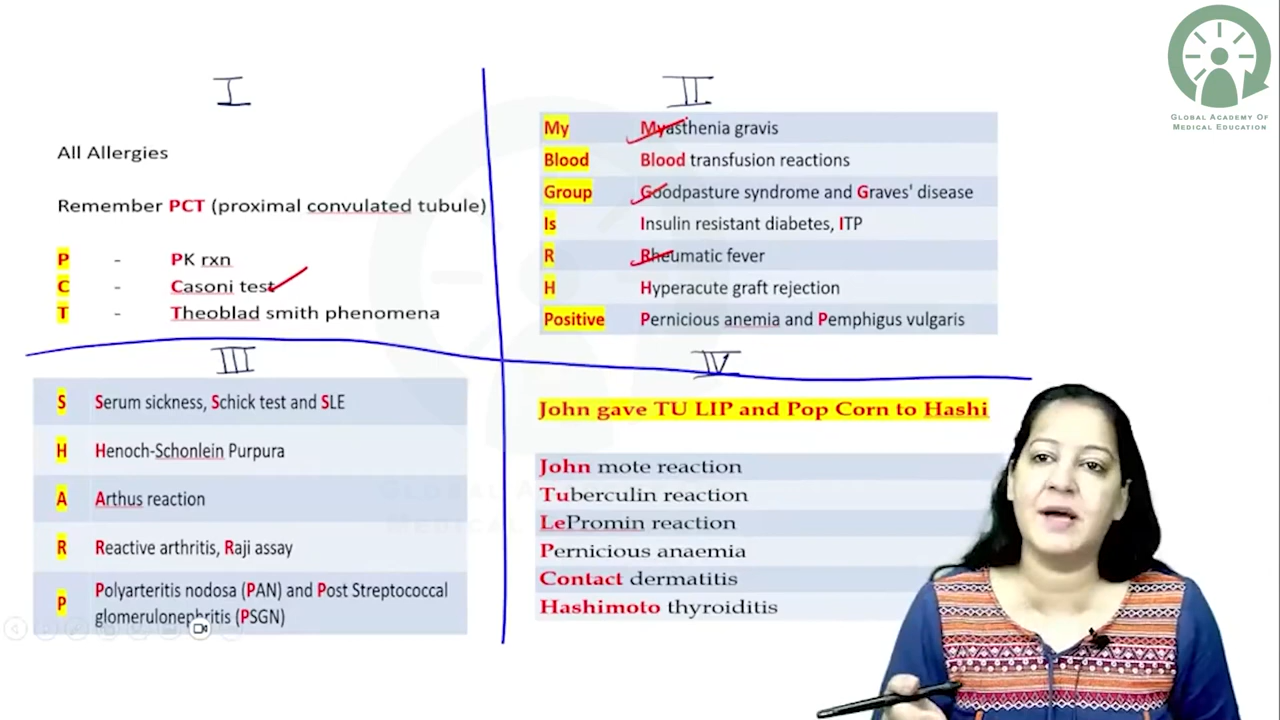 GLOBAL ACADEMY OF
MEDICAL EDUCATION
I
All Allergies
Remember PCT (proximal convulated tubule)
P - PK rxn
C - Casoni test
T - Theoblad smith phenomena
II
My Myasthenia gravis
Blood Blood transfusion reactions
Group Goodpasture syndrome and Graves' disease
Is Insulin resistant diabetes, ITP
R Rheumatic fever
H Hyperacute graft rejection
Positive Pernicious anemia and Pemphigus vulgaris
III
S Serum sickness, Schick test and SLE
H Henoch-Schonlein Purpura
A Arthus reaction
R Reactive arthritis, Raji assay
P Polyarteritis nodosa (PAN) and Post Streptococcal
glomerulonephritis (PSGN)
IV
John gave TU LIP and Pop Corn to Hashi
John mote reaction
Tuberculin reaction
LePromin reaction
Pernicious anaemia
Contact dermatitis
Hashimoto thyroiditis